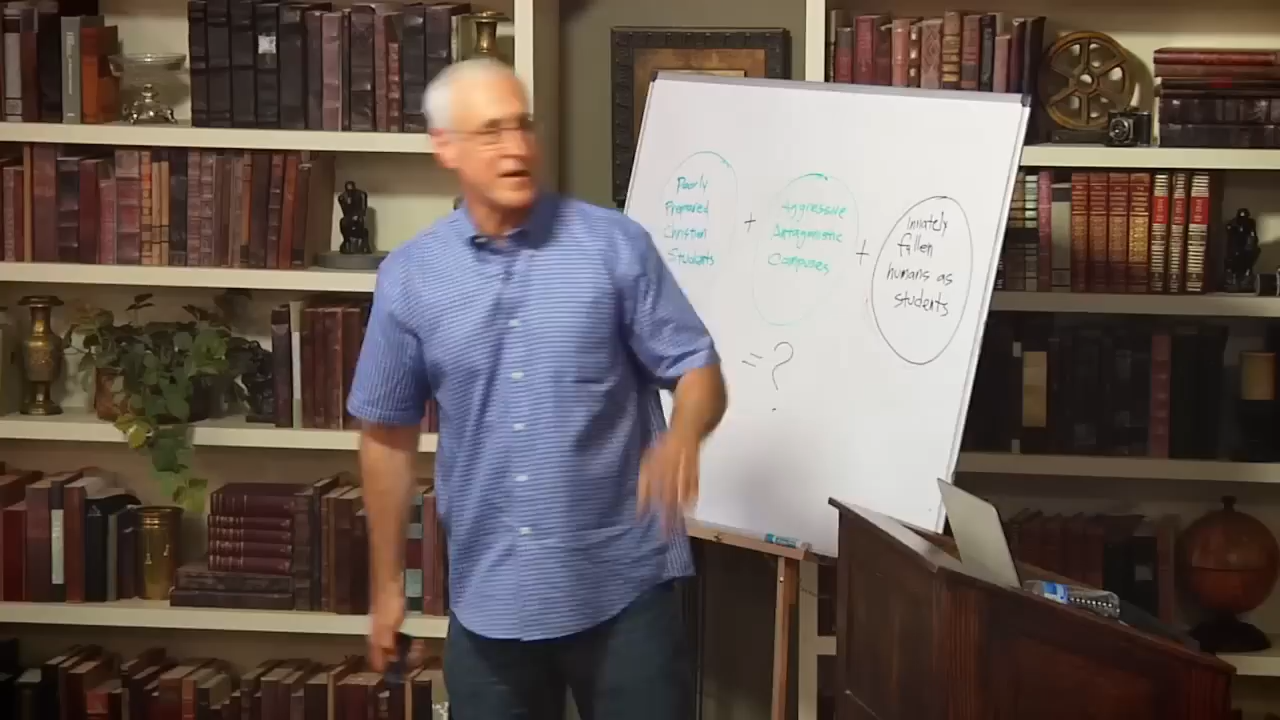 Poorly
Prepared
Christian
Students
+
Aggressive
Antagonistic
Campuses
+
innately
fallen
humans as
students
= ?